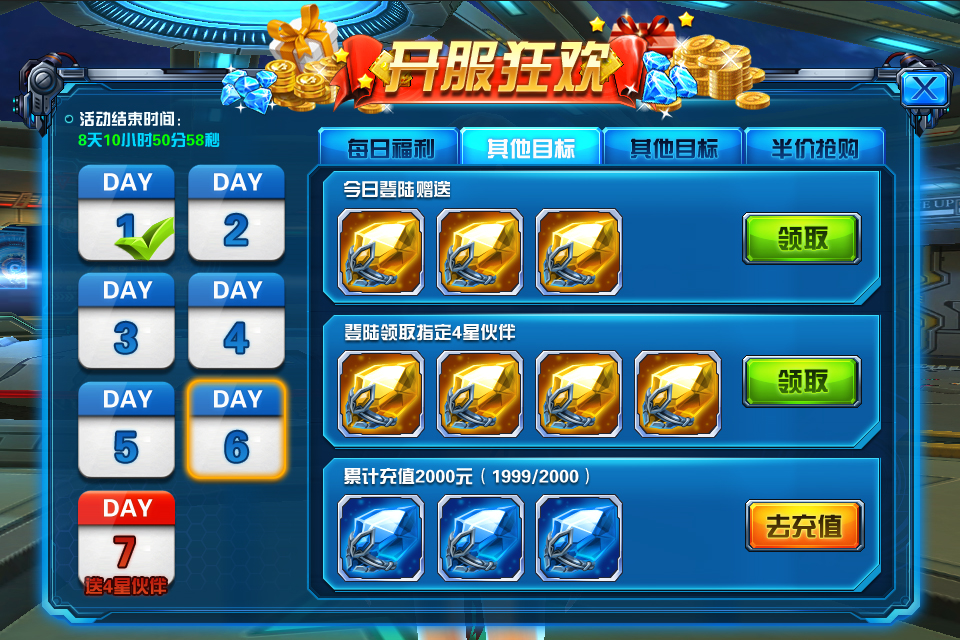 开服狂欢
活动结束时间：
8天10小时50分58秒
每日福利
其他目标
其他目标
半价抢购
DAY
1
DAY
2
DAY
3
DAY
4
DAY
5
DAY
6
DAY
7
送4星伙伴
今日登陆赠送
领取
登陆领取指定4星伙伴
领取
累计充值2000元（1999/2000）
去充值